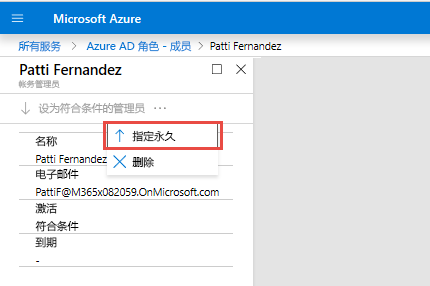 Microsoft Azure
所有服务 > Azure AD 角色 - 成员 > Patti Fernandez
Patti Fernandez
帐务管理员
设为符合条件的管理员 ...
指定永久
删除
名称
Patti Fernandez
电子邮件
PattiF@M365x082059.OnMicrosoft.com
激活
符合条件
到期
-